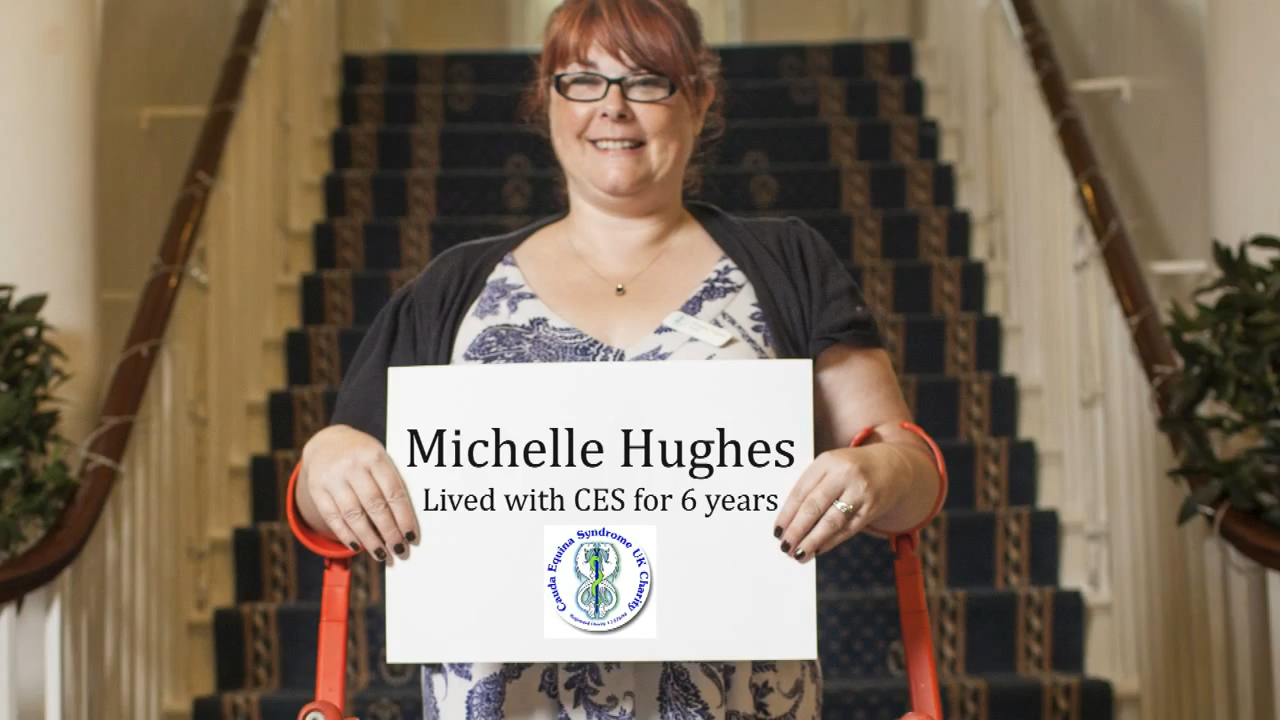 Michelle Hughes
Lived with CES for 6 years
Cauda Equina Syndrome UK Charity